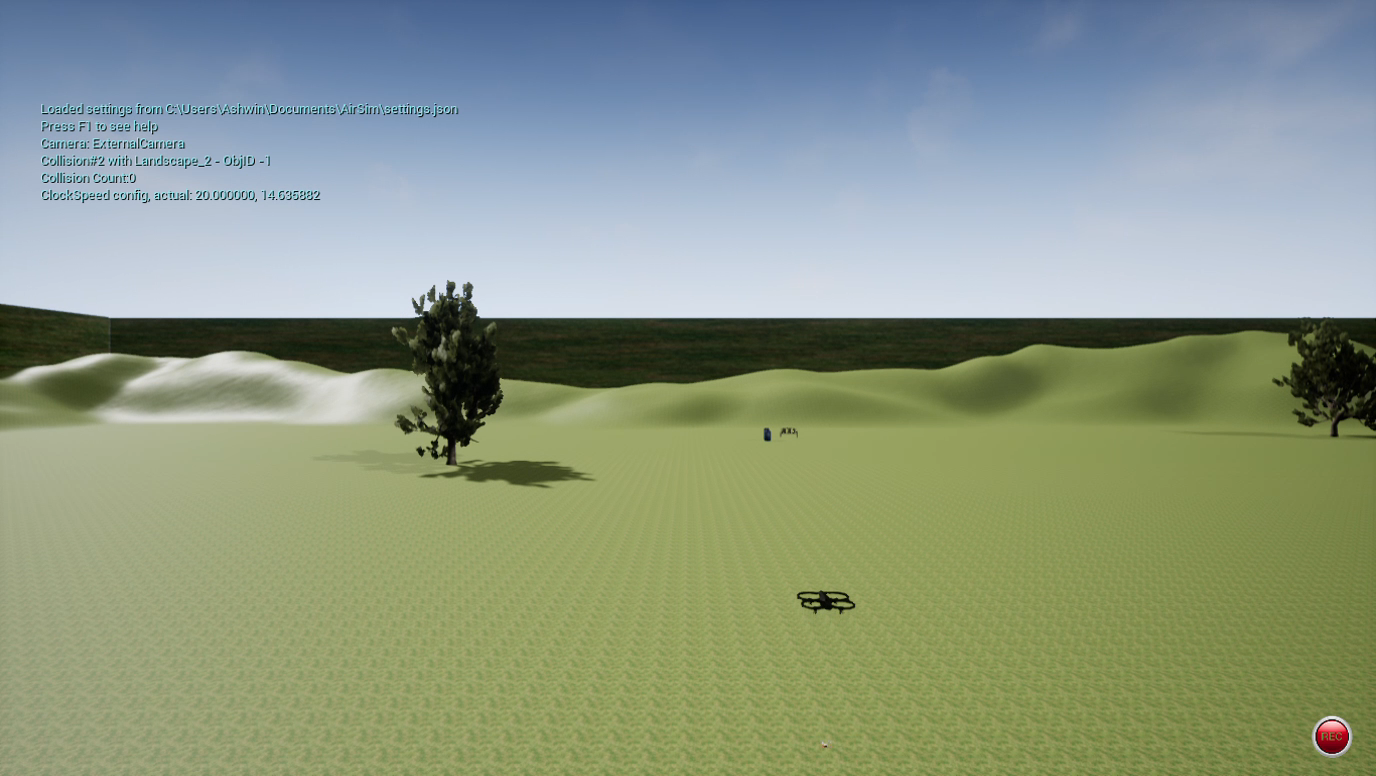 Loaded settings from C:\Users\Ashwin\Documents\AirSim\settings.json
Press F1 to see help
Camera: ExternalCamera
Collision#2 with Landscape_2 - ObjID -1
Collision Count:0
ClockSpeed config, actual: 20.000000, 14.635882
REC